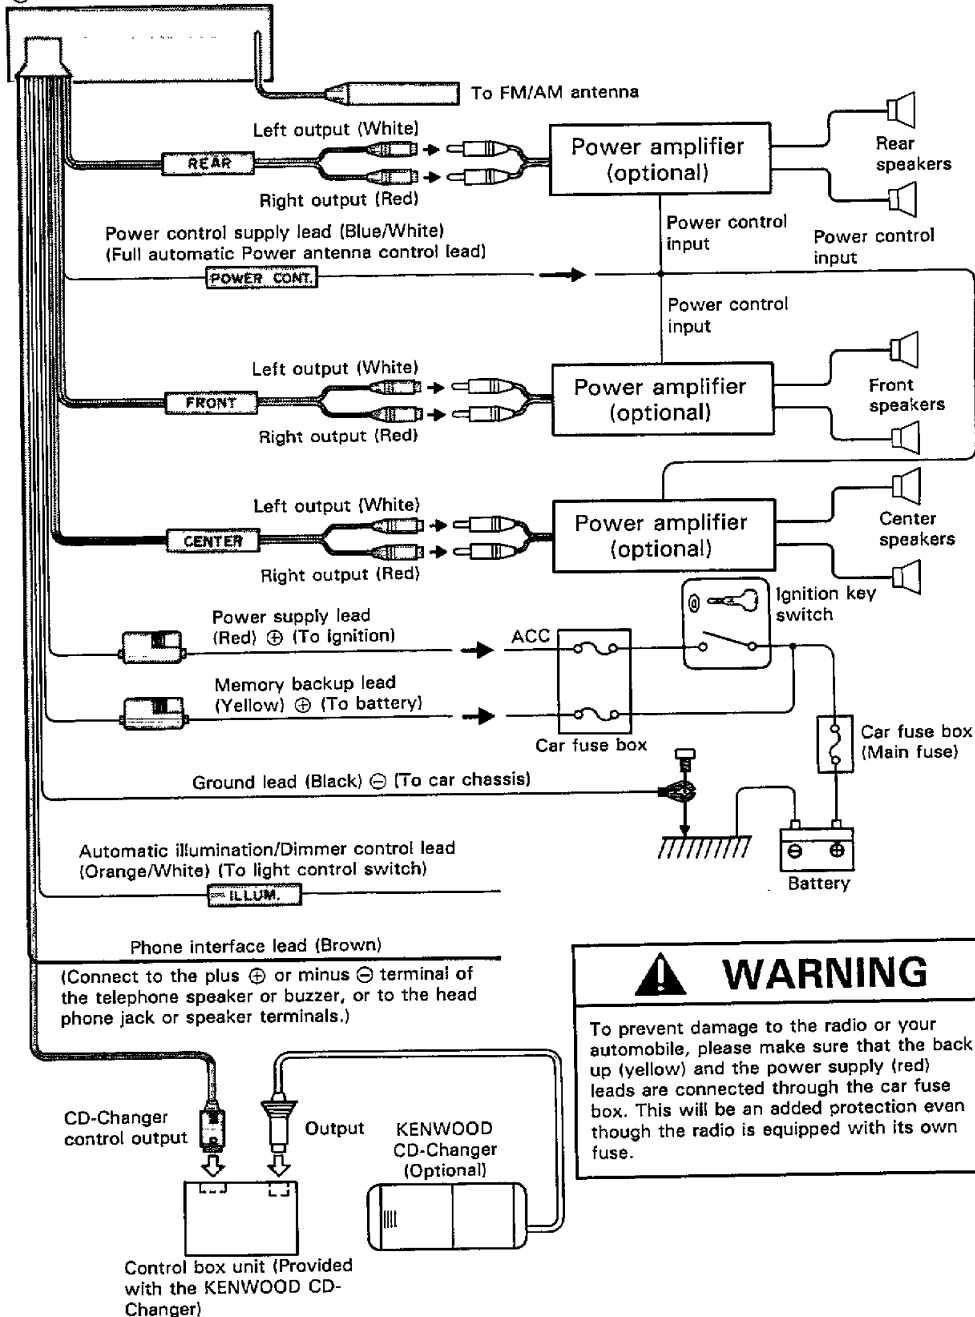 To FM/AM antenna
Left output (White)
REAR
Right output (Red)
Power amplifier
(optional)
Rear
speakers
Power control supply lead (Blue/White)
(Full automatic Power antenna control lead)
POWER CONT.
Power control
input
Power control
input
Power control
input
Left output (White)
FRONT
Right output (Red)
Power amplifier
(optional)
Front
speakers
Left output (White)
CENTER
Right output (Red)
Power amplifier
(optional)
Center
speakers
Ignition key
switch
Power supply lead
(Red) ⊕ (To ignition)
ACC
Memory backup lead
(Yellow) ⊕ (To battery)
Car fuse box
Car fuse box
(Main fuse)
Ground lead (Black) ⊖ (To car chassis)
⊖ ⊕
Battery
Automatic illumination/Dimmer control lead
(Orange/White) (To light control switch)
ILLUM.
Phone interface lead (Brown)
(Connect to the plus ⊕ or minus ⊖ terminal of
the telephone speaker or buzzer, or to the head
phone jack or speaker terminals.)
WARNING
To prevent damage to the radio or your
automobile, please make sure that the back
up (yellow) and the power supply (red)
leads are connected through the car fuse
box. This will be an added protection even
though the radio is equipped with its own
fuse.
CD-Changer
control output
Output
KENWOOD
CD-Changer
(Optional)
Control box unit (Provided
with the KENWOOD CD-
Changer)